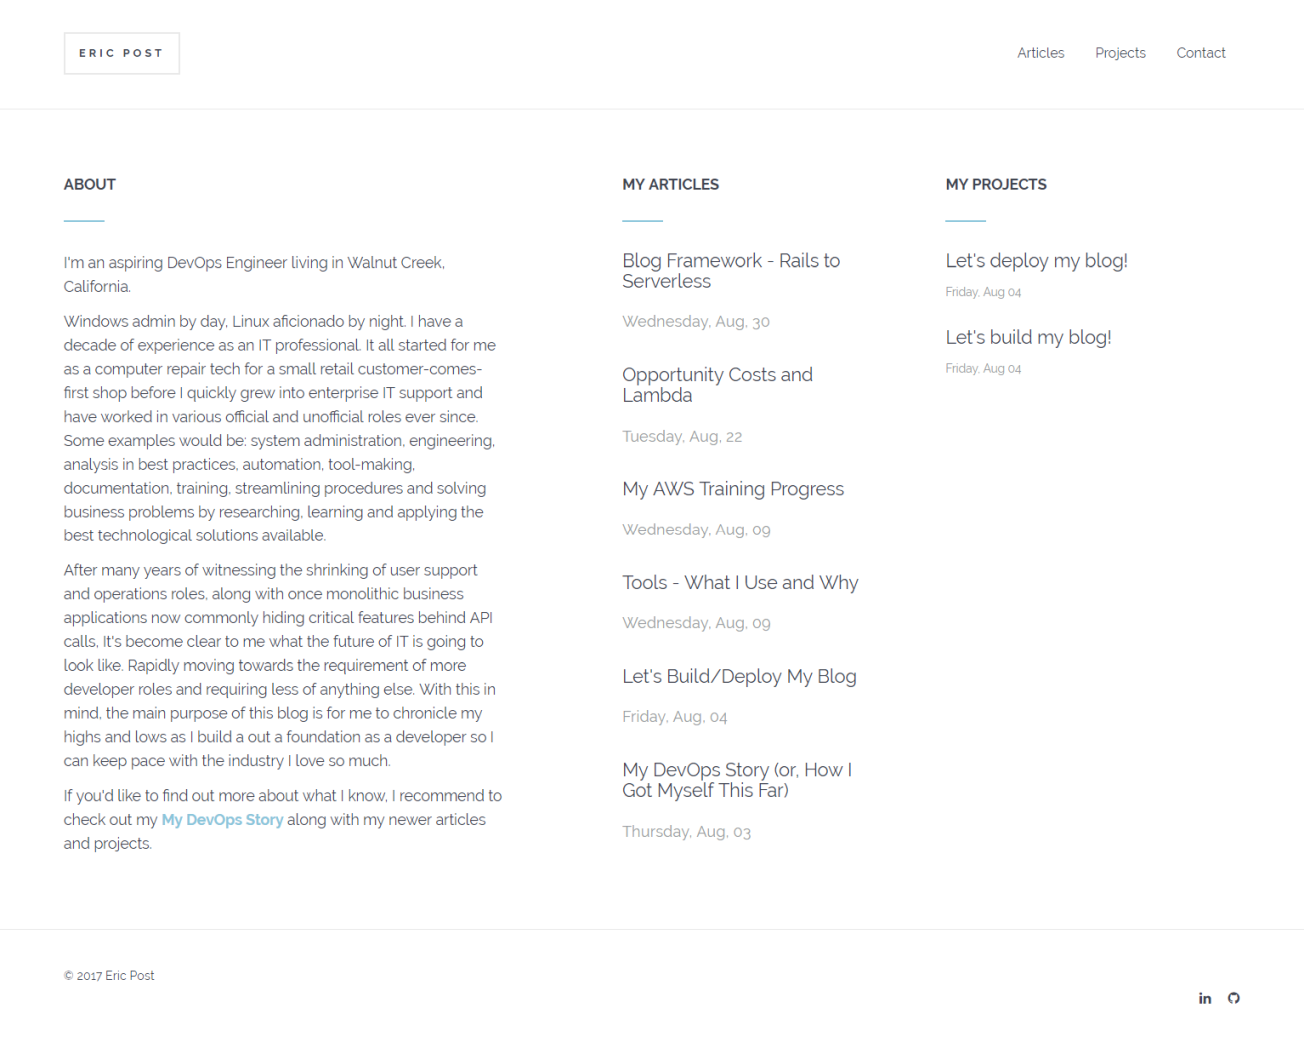 ERIC POST
Articles
Projects
Contact
ABOUT
I'm an aspiring DevOps Engineer living in Walnut Creek,
California.
Windows admin by day, Linux aficionado by night. I have a
decade of experience as an IT professional. It all started for me
as a computer repair tech for a small retail customer-comes-
first shop before I quickly grew into enterprise IT support and
have worked in various official and unofficial roles ever since.
Some examples would be: system administration, engineering,
analysis in best practices, automation, tool-making,
documentation, training, streamlining procedures and solving
business problems by researching, learning and applying the
best technological solutions available.
After many years of witnessing the shrinking of user support
and operations roles, along with once monolithic business
applications now commonly hiding critical features behind API
calls, It's become clear to me what the future of IT is going to
look like. Rapidly moving towards the requirement of more
developer roles and requiring less of anything else. With this in
mind, the main purpose of this blog is for me to chronicle my
highs and lows as I build a out a foundation as a developer so I
can keep pace with the industry I love so much.
If you'd like to find out more about what I know, I recommend to
check out my My DevOps Story along with my newer articles
and projects.
MY ARTICLES
Blog Framework - Rails to
Serverless
Wednesday, Aug, 30
Opportunity Costs and
Lambda
Tuesday, Aug, 22
My AWS Training Progress
Wednesday, Aug, 09
Tools - What I Use and Why
Wednesday, Aug, 09
Let's Build/Deploy My Blog
Friday, Aug, 04
My DevOps Story (or, How I
Got Myself This Far)
Thursday, Aug, 03
MY PROJECTS
Let's deploy my blog!
Friday, Aug 04
Let's build my blog!
Friday, Aug 04
© 2017 Eric Post